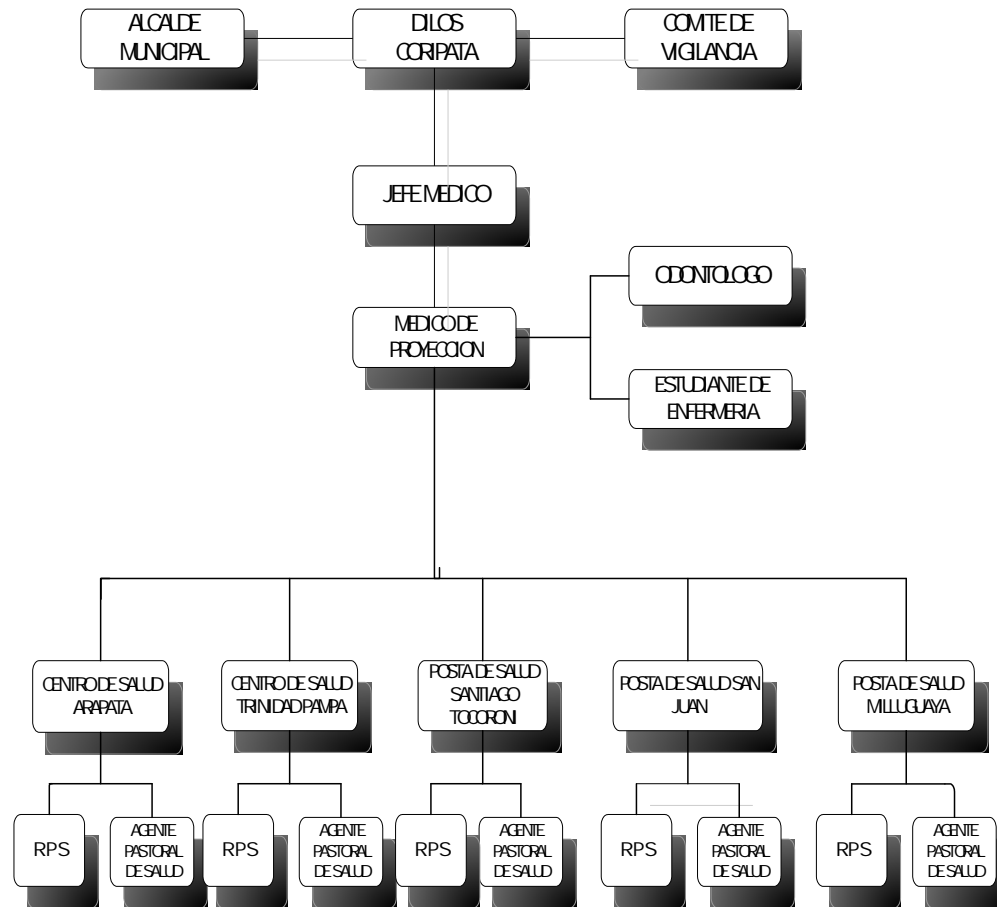 ALCALDE
MUNICIPAL
DILOS
CORIPATA
COMITE DE
VIGILANCIA
JEFE MEDICO
MEDICO DE
PROYECCION
ODONTOLOGO
ESTUDIANTE DE
ENFERMERIA
CENTRO DE SALUD
ARAPATA
CENTRO DE SALUD
TRINIDAD PAMPA
POSTA DE SALUD
SANTIAGO
TOCORONI
POSTA DE SALUD SAN
JUAN
POSTA DE SALUD
MILLUGUAYA
RPS
AGENTE
PASTORAL
DE SALUD
RPS
AGENTE
PASTORAL
DE SALUD
RPS
AGENTE
PASTORAL
DE SALUD
RPS
AGENTE
PASTORAL
DE SALUD
RPS
AGENTE
PASTORAL
DE SALUD